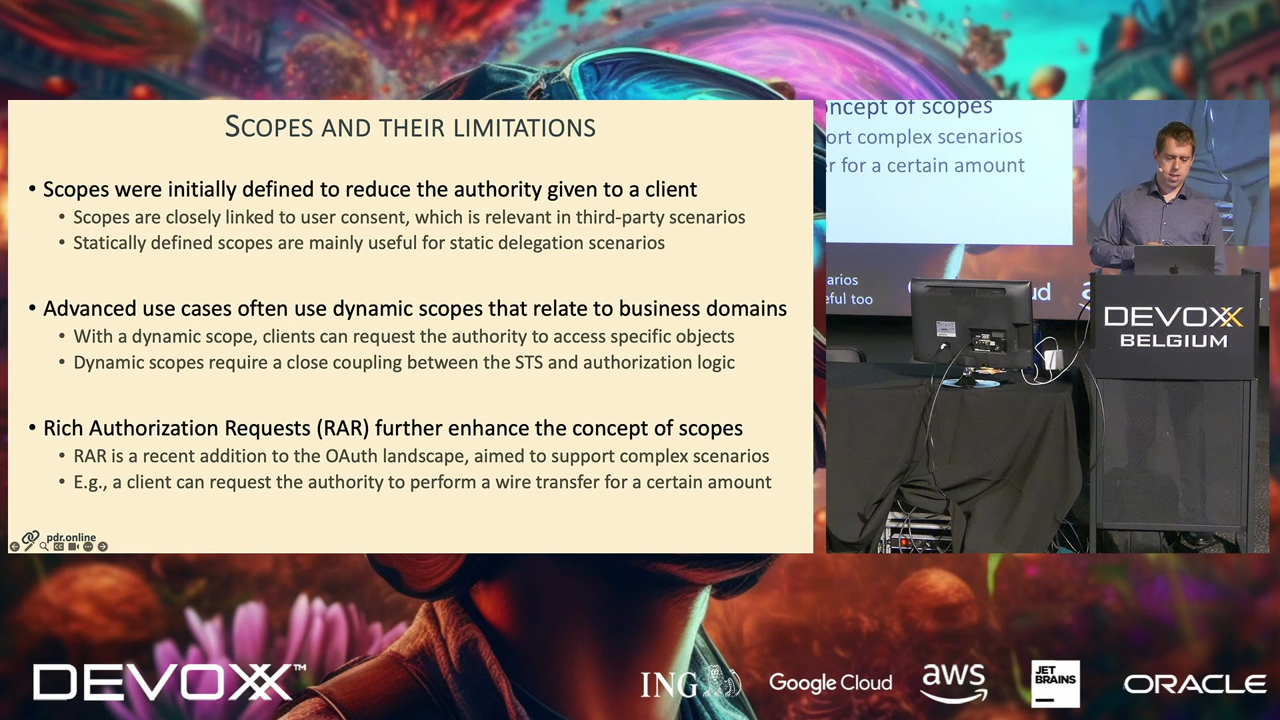 SCOPES AND THEIR LIMITATIONS
• Scopes were initially defined to reduce the authority given to a client
• Scopes are closely linked to user consent, which is relevant in third-party scenarios
• Statically defined scopes are mainly useful for static delegation scenarios
• Advanced use cases often use dynamic scopes that relate to business domains
• With a dynamic scope, clients can request the authority to access specific objects
• Dynamic scopes require a close coupling between the STS and authorization logic
• Rich Authorization Requests (RAR) further enhance the concept of scopes
• RAR is a recent addition to the OAuth landscape, aimed to support complex scenarios
• E.g., a client can request the authority to perform a wire transfer for a certain amount
pdr.online
oncept of scopes
ort complex scenarios
er for a certain amount
arios
eful too
ud
DEVOXX
BELGIUM
DEVOXX™
ING
Google Cloud
aws
JET
BRAINS
ORACLE